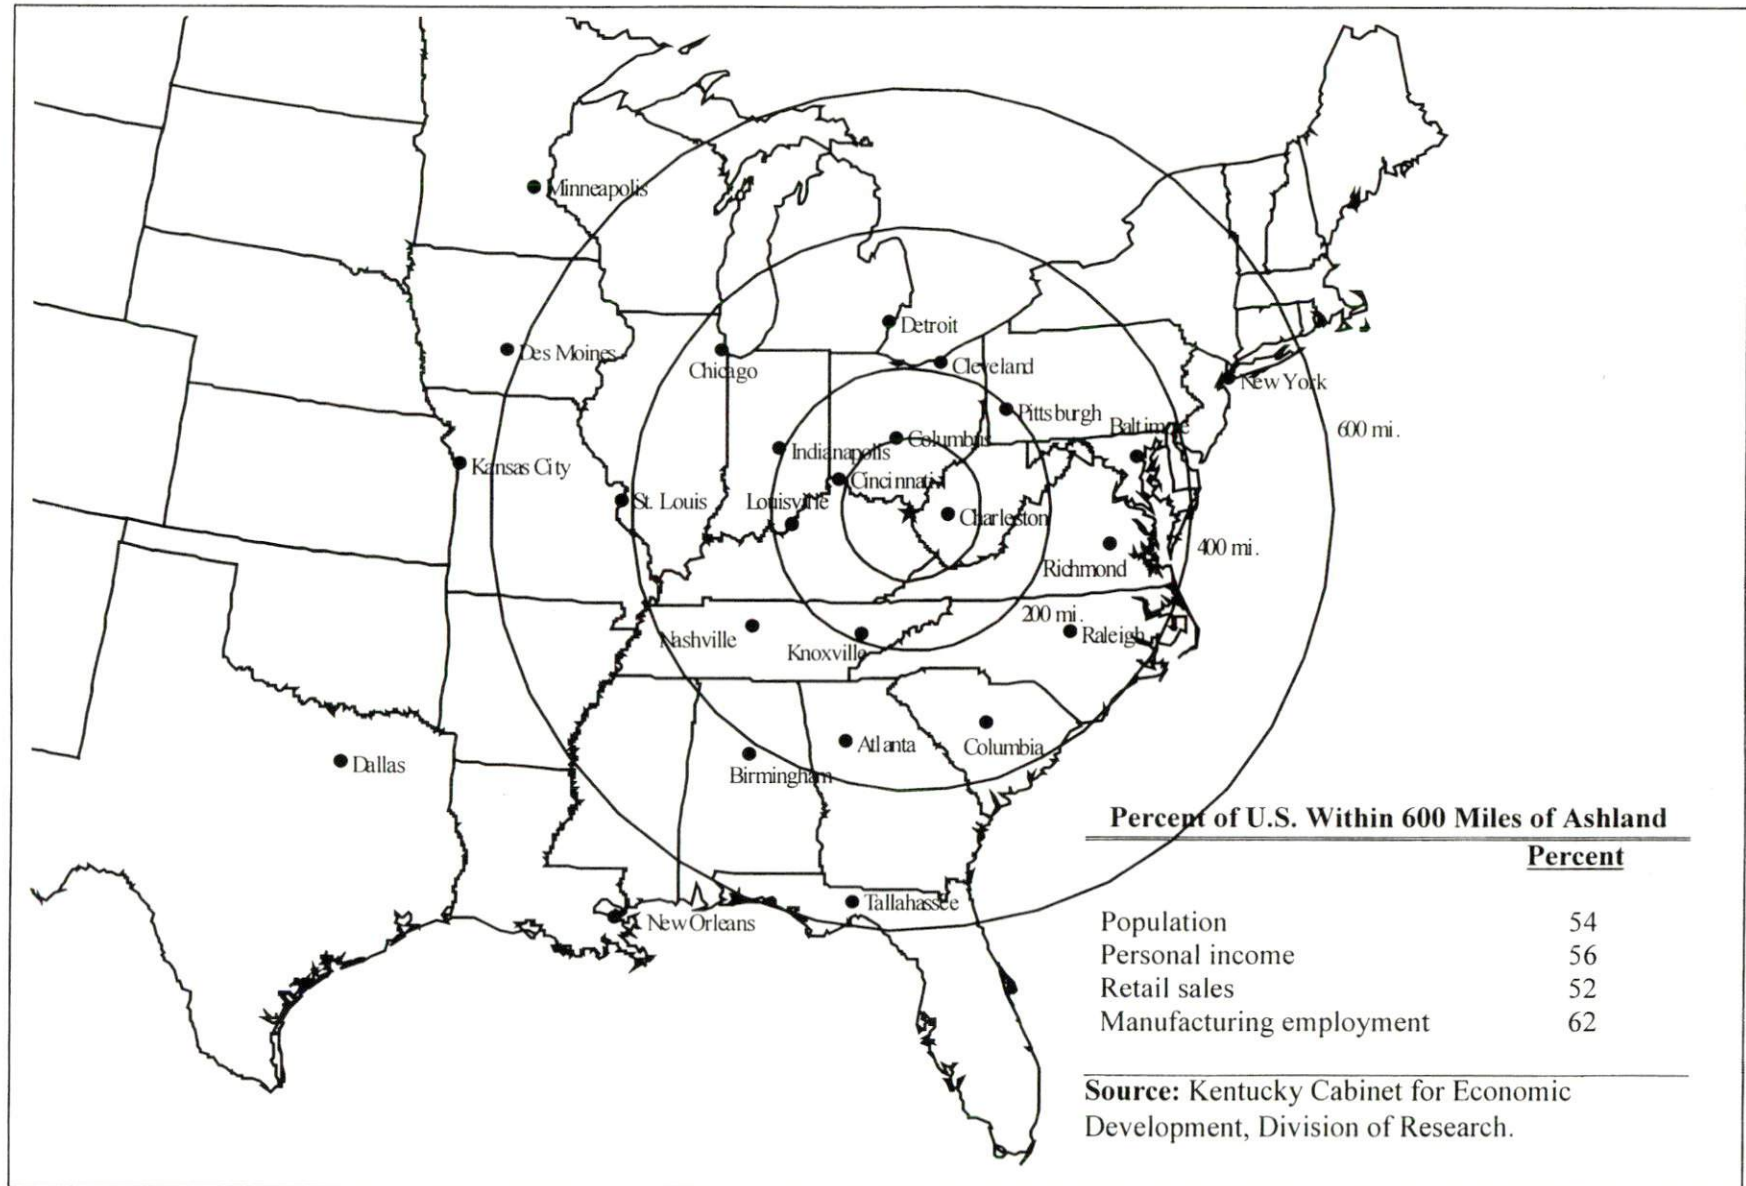 Minneapolis
Detroit
Des Moines
Chicago
Cleveland
New York
Pittsburgh
Baltimore
600 mi.
Columbus
Indianapolis
Kansas City
Cincinnati
St. Louis
Louisville
Charleston
400 mi.
Richmond
200 mi.
Nashville
Knoxville
Raleigh
Atlanta
Columbia
Dallas
Birmingham
Percent of U.S. Within 600 Miles of Ashland
Percent
Tallahassee
New Orleans
Population 54
Personal income 56
Retail sales 52
Manufacturing employment 62
Source: Kentucky Cabinet for Economic
Development, Division of Research.